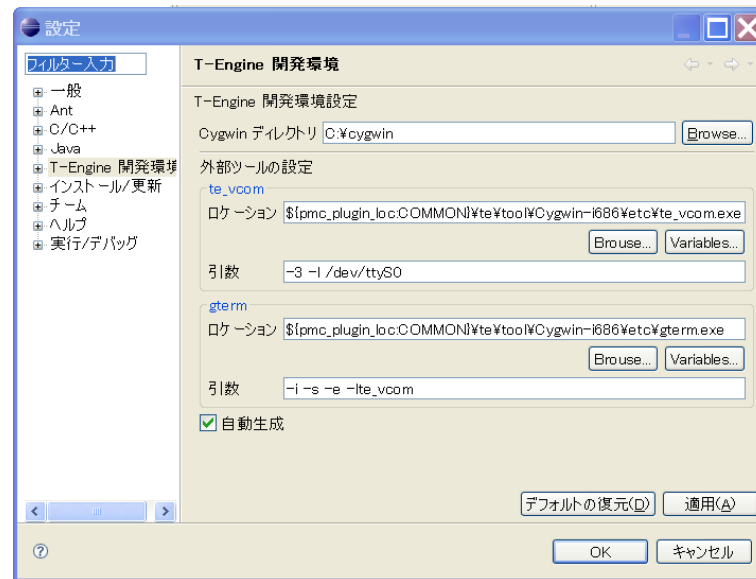 設定
フィルター入力
一般
Ant
C/C++
Java
T-Engine 開発環境
インストール/更新
チーム
ヘルプ
実行/デバッグ
T-Engine 開発環境
T-Engine 開発環境設定
Cygwin ディレクトリ C:¥cygwin Browse...
外部ツールの設定
te_vcom
ロケーション ${pmc_plugin_loc:COMMON}¥te¥tool¥Cygwin-i686¥etc¥te_vcom.exe
Browse... Variables...
引数 -3 -l /dev/ttyS0
gterm
ロケーション ${pmc_plugin_loc:COMMON}¥te¥tool¥Cygwin-i686¥etc¥gterm.exe
Browse... Variables...
引数 -i -s -e -lte_vcom
自動生成
デフォルトの復元(D) 適用(A)
OK キャンセル